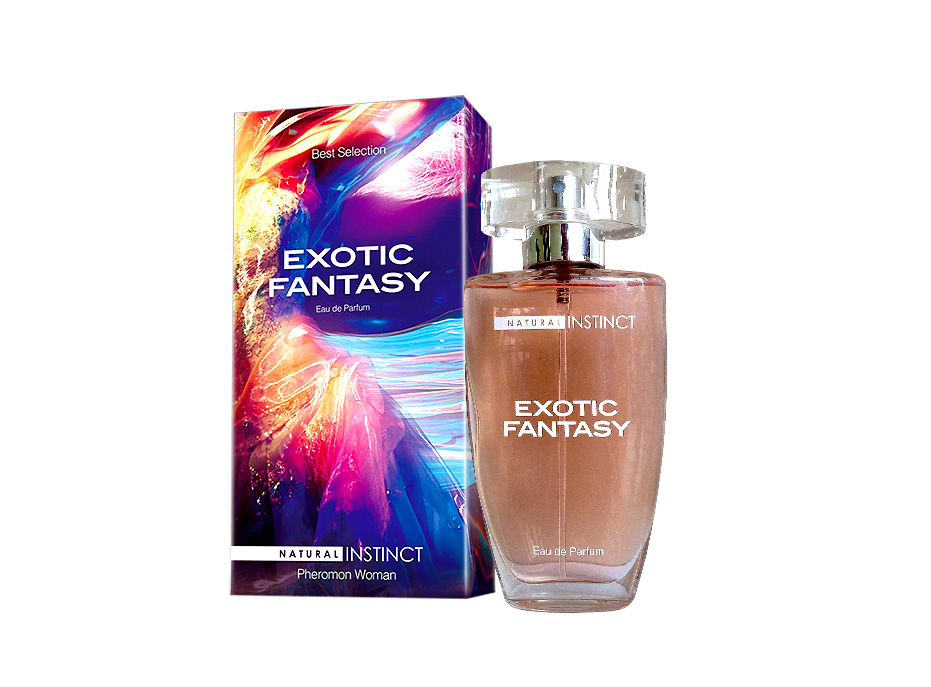 Best Selection
EXOTIC
FANTASY
Eau de Parfum
NATURAL INSTINCT
Pheromon Woman
NATURAL INSTINCT
EXOTIC
FANTASY
Eau de Parfum